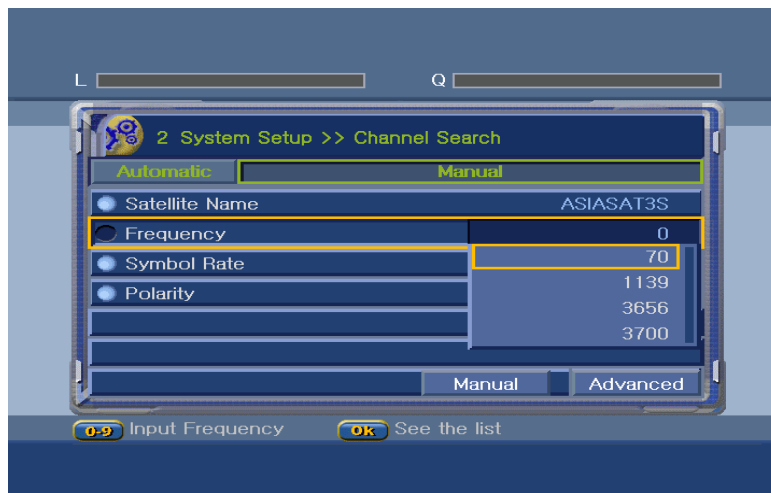 L Q
2 System Setup >> Channel Search
Automatic Manual
Satellite Name ASIASAT3S
Frequency 0
70
Symbol Rate
1139
Polarity
3656
3700
Manual Advanced
0-9 Input Frequency OK See the list